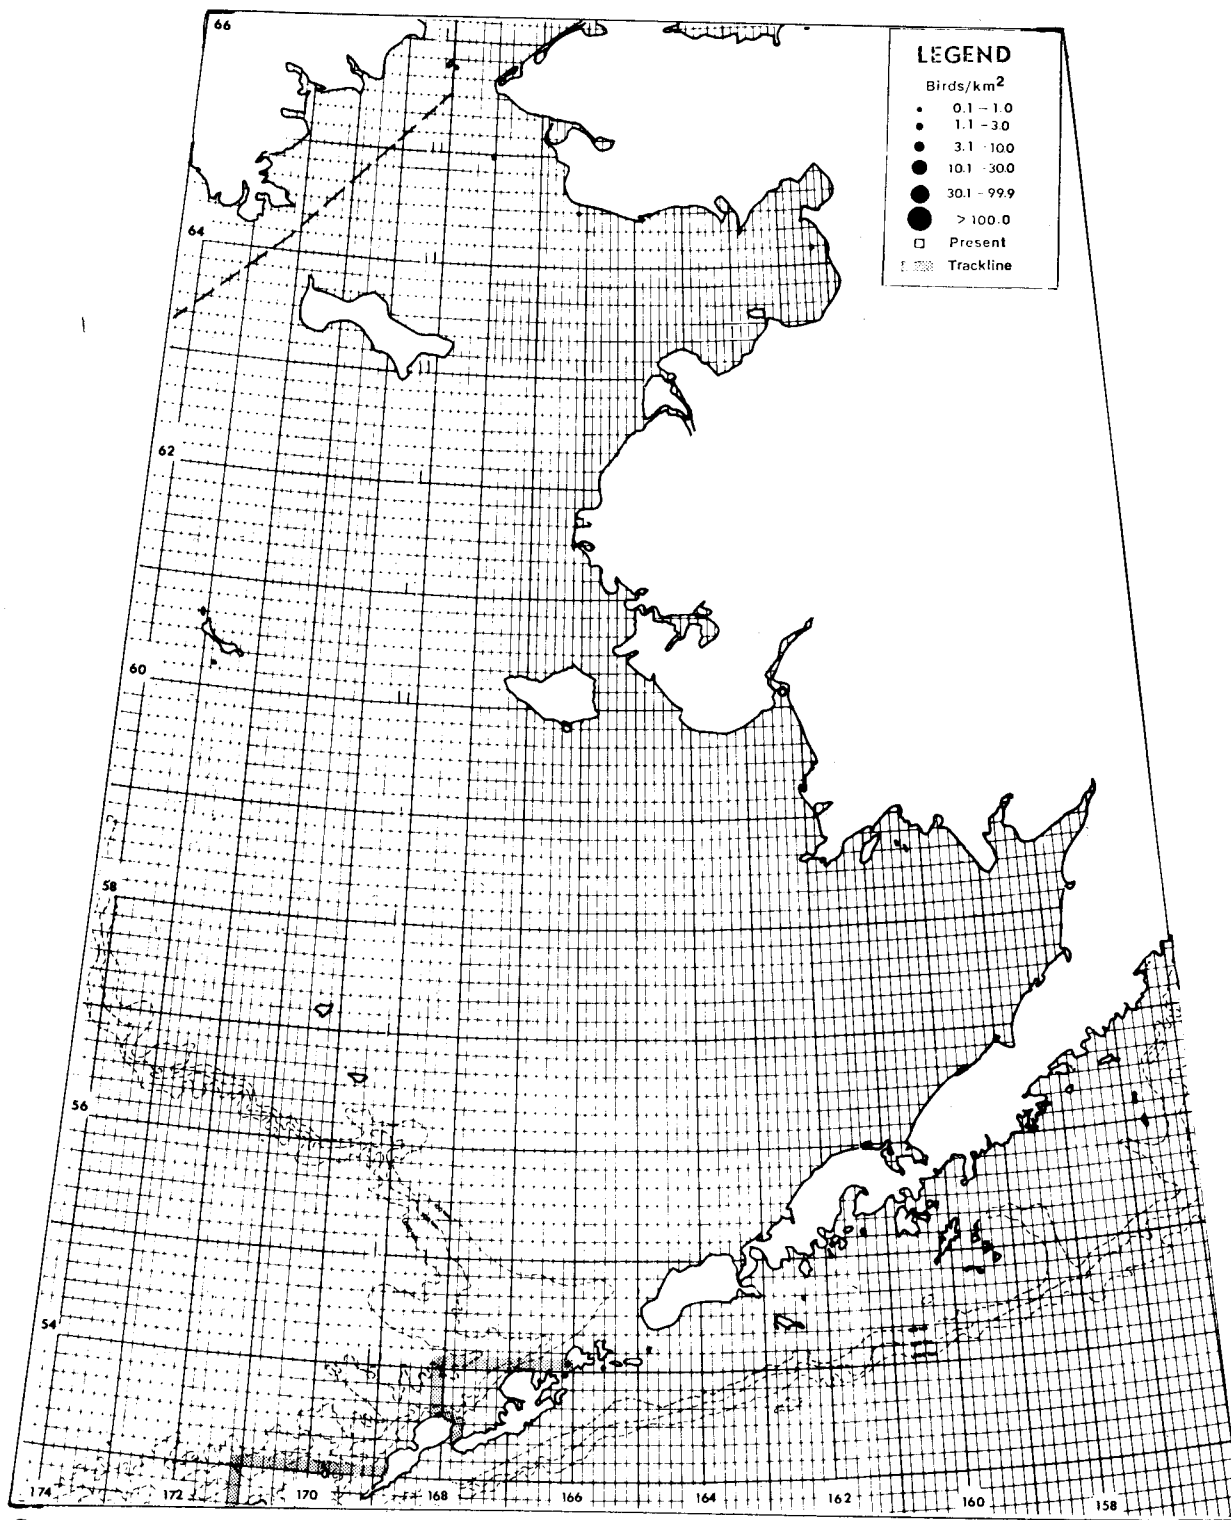 66
LEGEND
Birds/km²
0.1 - 1.0
1.1 - 3.0
3.1 - 10.0
10.1 - 30.0
30.1 - 99.9
> 100.0
Present
Trackline
64
62
60
58
56
54
174 172 170 168 166 164 162 160 158